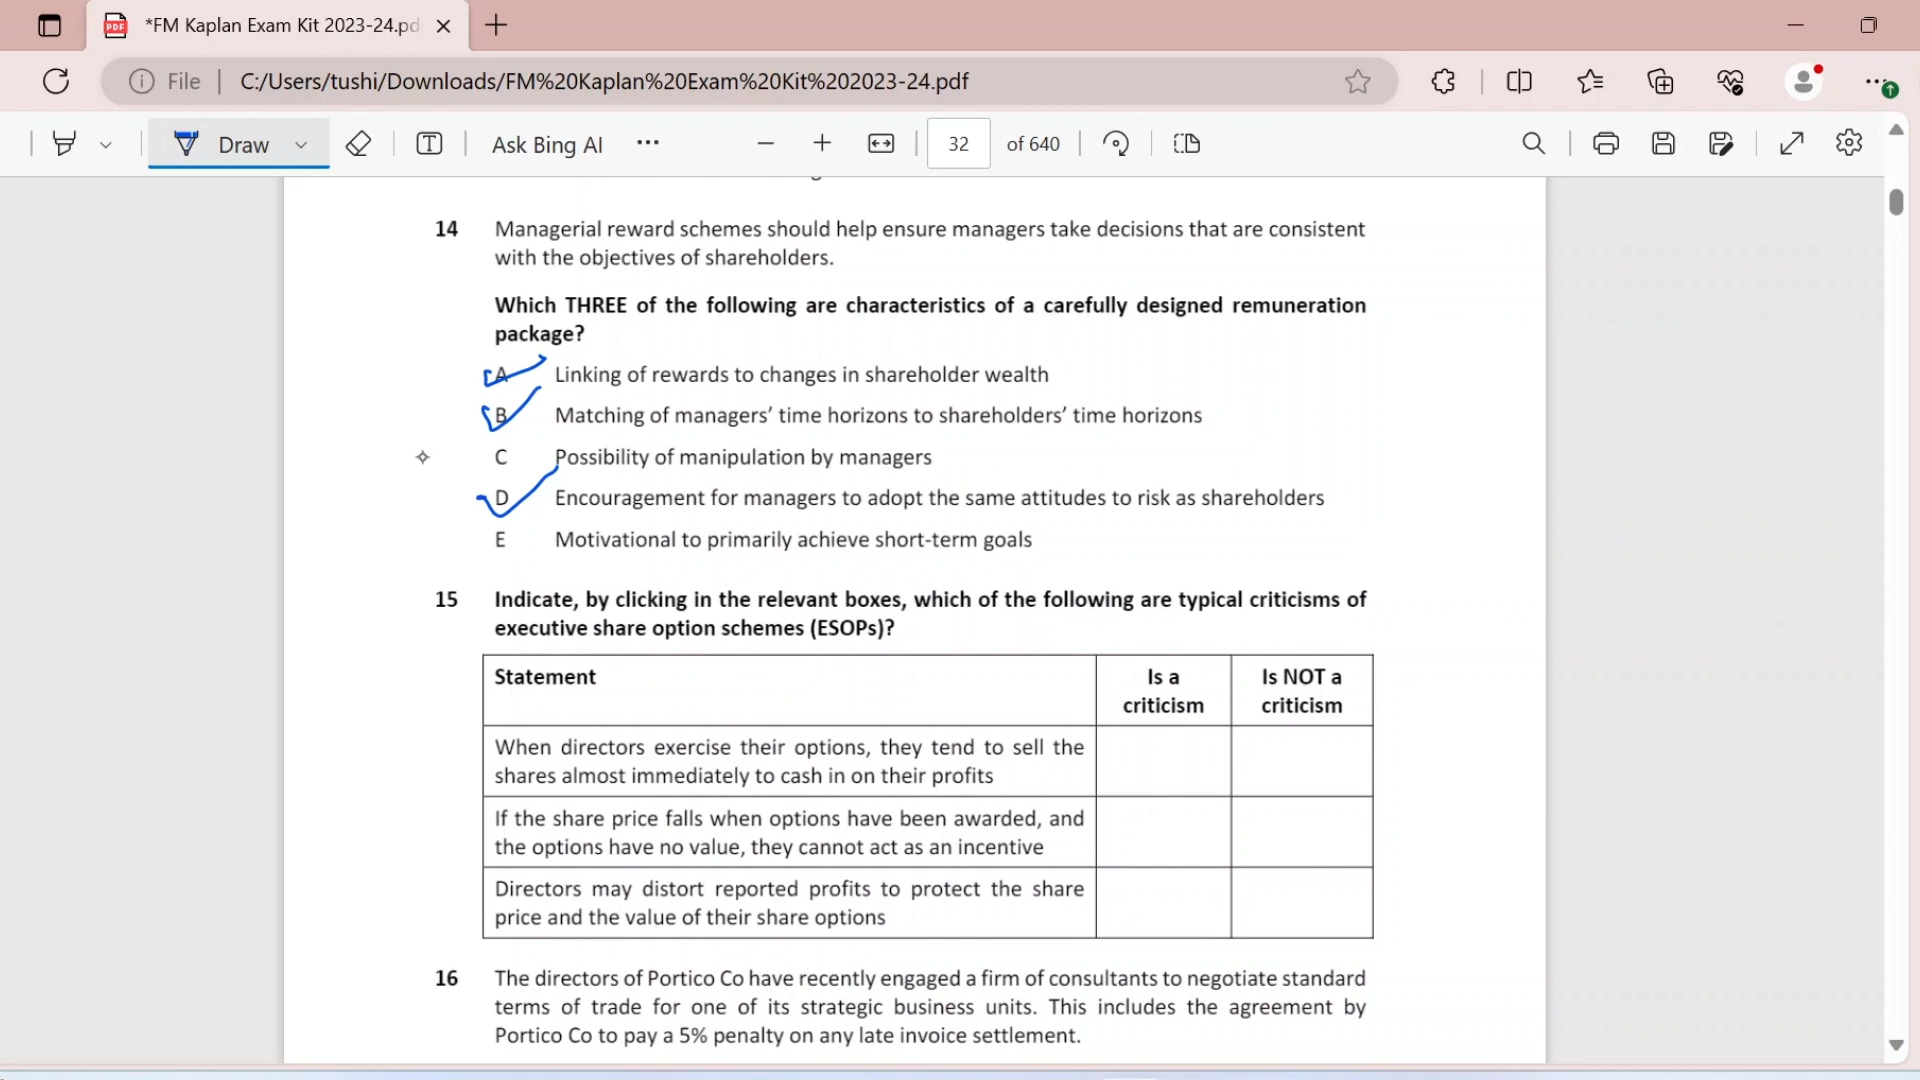 *FM Kaplan Exam Kit 2023-24.pd
File
C:/Users/tushi/Downloads/FM%20Kaplan%20Exam%20Kit%202023-24.pdf
Draw
Ask Bing AI
32
of 640
14 Managerial reward schemes should help ensure managers take decisions that are consistent
with the objectives of shareholders.
Which THREE of the following are characteristics of a carefully designed remuneration
package?
A Linking of rewards to changes in shareholder wealth
B Matching of managers’ time horizons to shareholders’ time horizons
C Possibility of manipulation by managers
D Encouragement for managers to adopt the same attitudes to risk as shareholders
E Motivational to primarily achieve short-term goals
15 Indicate, by clicking in the relevant boxes, which of the following are typical criticisms of
executive share option schemes (ESOPs)?
Statement
Is a
criticism
Is NOT a
criticism
When directors exercise their options, they tend to sell the
shares almost immediately to cash in on their profits
If the share price falls when options have been awarded, and
the options have no value, they cannot act as an incentive
Directors may distort reported profits to protect the share
price and the value of their share options
16 The directors of Portico Co have recently engaged a firm of consultants to negotiate standard
terms of trade for one of its strategic business units. This includes the agreement by
Portico Co to pay a 5% penalty on any late invoice settlement.